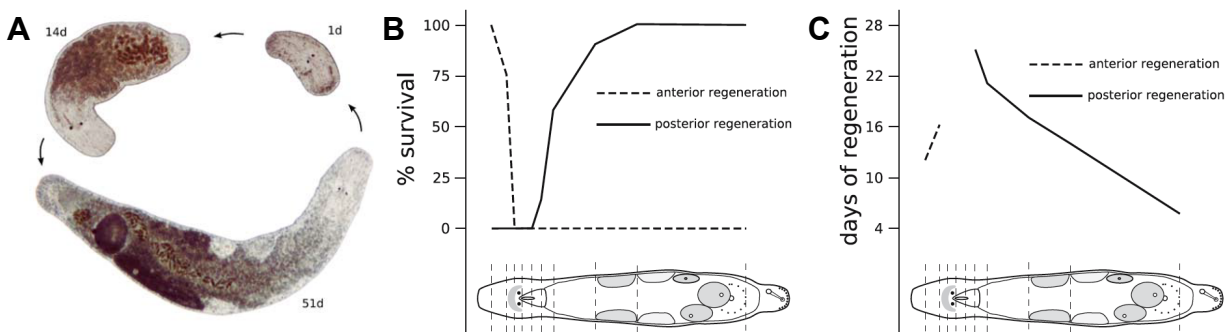 A
14d
1d
51d
B
% survival
100
75
50
25
0
anterior regeneration
posterior regeneration
C
days of regeneration
28
22
16
10
4
anterior regeneration
posterior regeneration